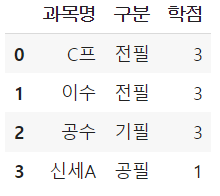 과목명 구분 학점
0 C프 전필 3
1 이수 전필 3
2 공수 기필 3
3 신세A 공필 1